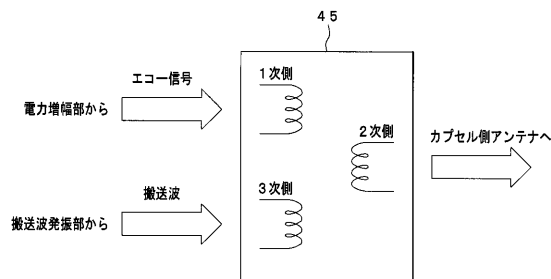 ４５
エコー信号
電力増幅部から
１次側
２次側
カプセル側アンテナへ
搬送波
搬送波発振部から
３次側